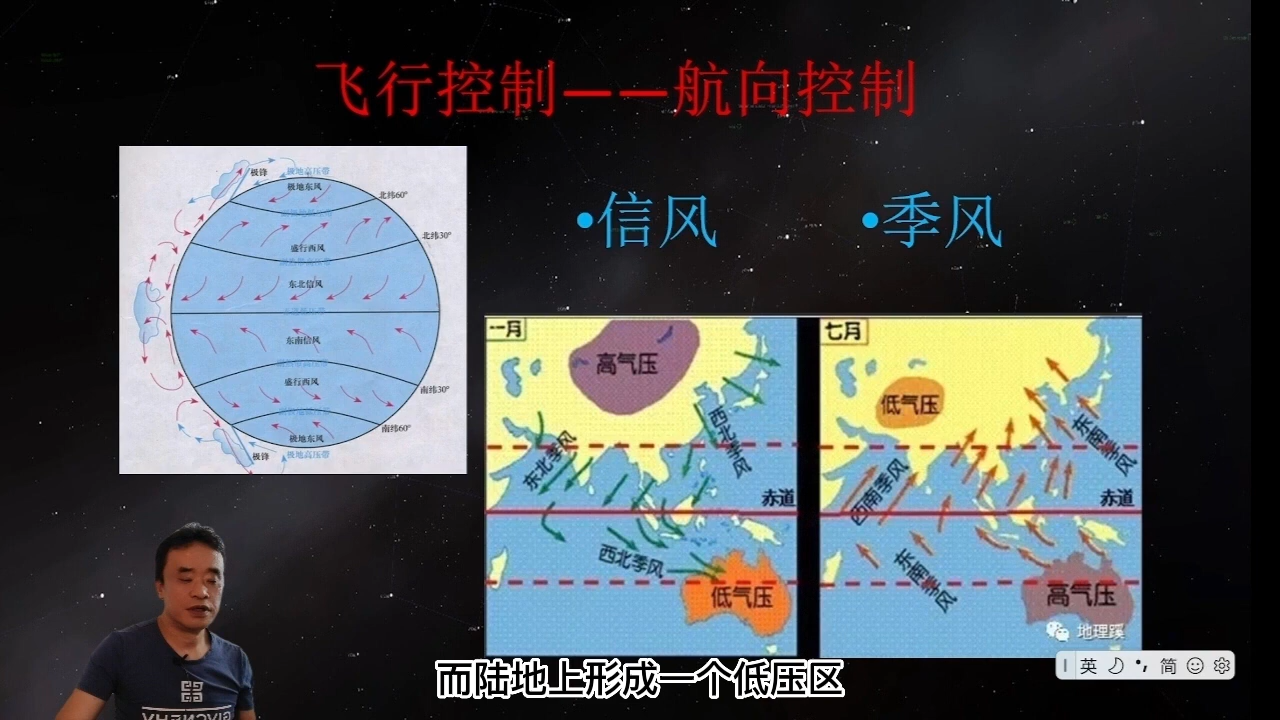 飞行控制——航向控制
•信风
•季风
极锋
极地高压带
极地东风
北纬60°
盛行西风
北纬30°
东北信风
东南信风
盛行西风
南纬30°
南纬60°
极地东风
极锋
极地高压带
一月
高气压
东北季风
西北季风
赤道
西北季风
低气压
七月
低气压
西南季风
东南季风
赤道
东南季风
高气压
地理蹊
而陆地上形成一个低压区
英
简